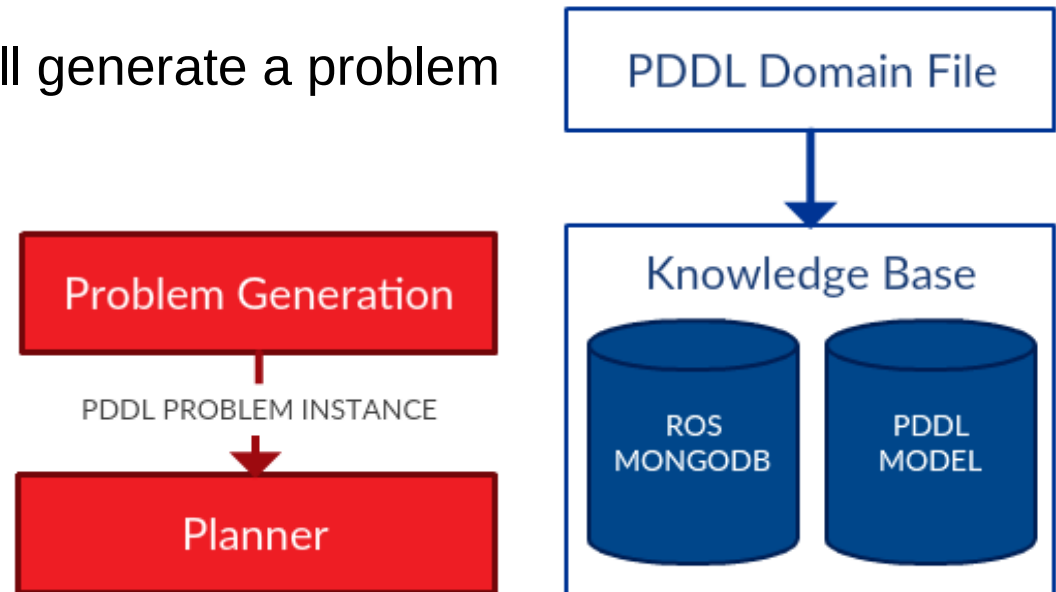 ll generate a problem
PDDL Domain File
Problem Generation
PDDL PROBLEM INSTANCE
Planner
Knowledge Base
ROS
MONGODB
PDDL
MODEL